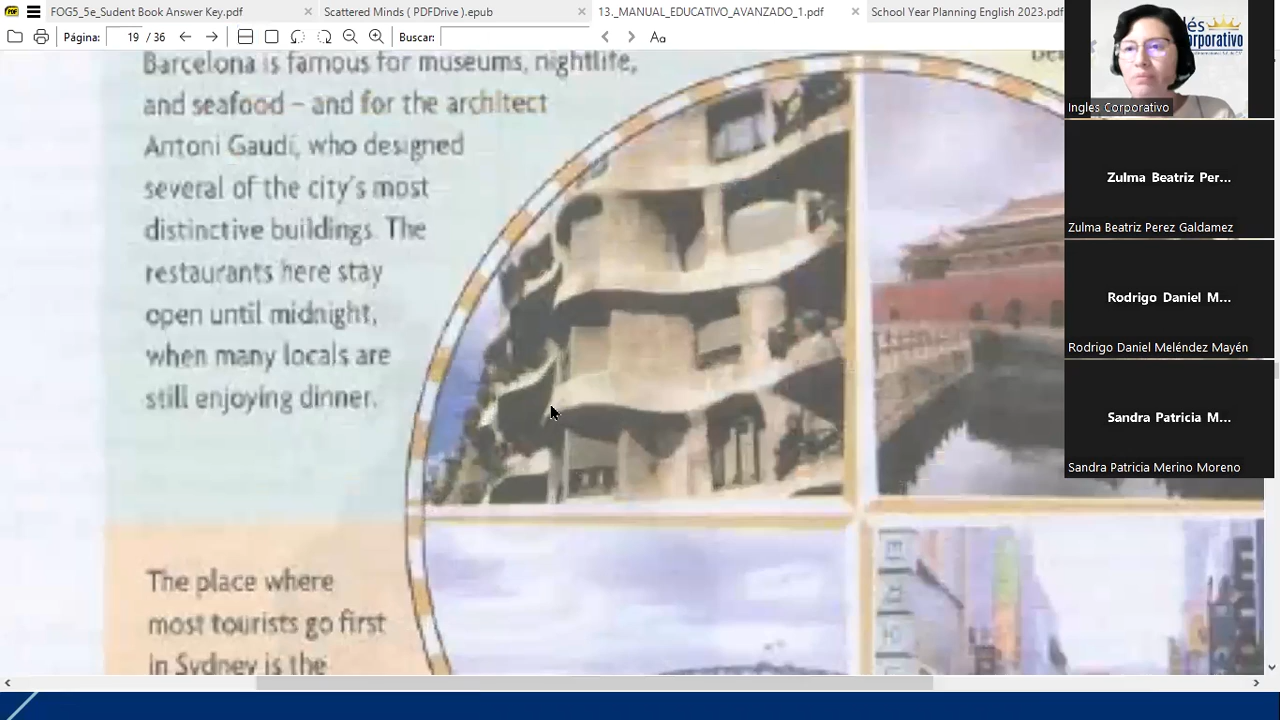 FOG5_5e_Sudent Book Answer Key.pdf
Scattered Minds ( PDFDrive ).epub
13._MANUAL_EDUCATIVO_AVANZADO_1.pdf
School Year Planning English 2023.pdf
Página:
19 / 36
Buscar:
Aa
Barcelona is famous for museums, nightlife,
and seafood – and for the architect
Antoni Gaudí, who designed
several of the city's most
distinctive buildings. The
restaurants here stay
open until midnight,
when many locals are
still enjoying dinner.
The place where
most tourists go first
in Sydney is the
Ingles Corporativo
Zulma Beatriz Per...
Zulma Beatriz Perez Galdamez
Rodrigo Daniel M...
Rodrigo Daniel Meléndez Mayén
Sandra Patricia M...
Sandra Patricia Merino Moreno